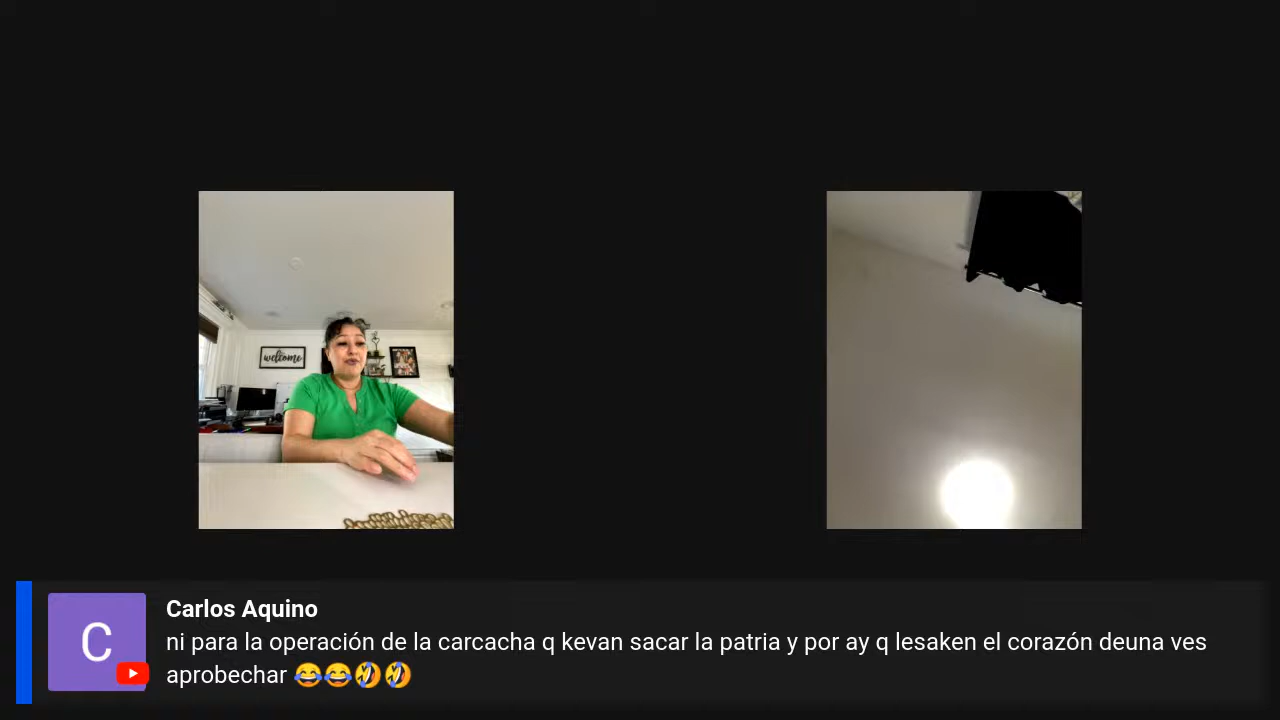 welcome
C
Carlos Aquino
ni para la operación de la carcacha q kevan sacar la patria y por ay q lesaken el corazón deuna ves
aprobechar 😂😂🤣🤣